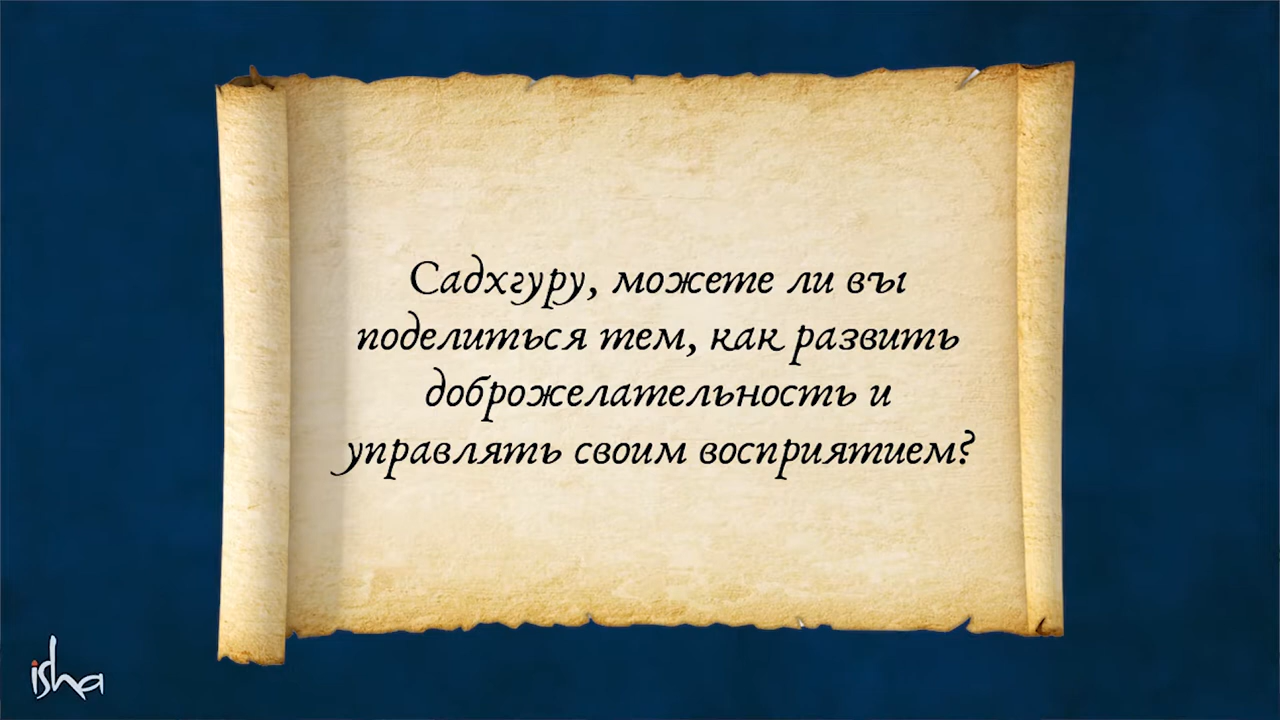 Садхгуру, можете ли вы
поделиться тем, как развить
доброжелательность и
управлять своим восприятием?
isha